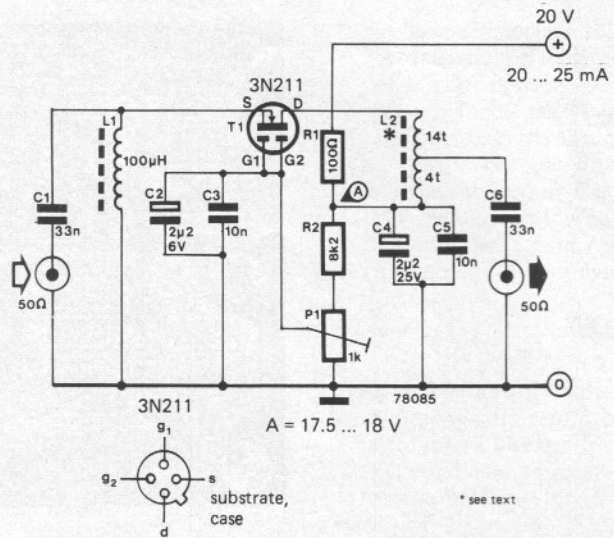 20 V
+
20 ... 25 mA
3N211
S
D
T1
G1
G2
L1
100μH
C1
33n
50Ω
C2
2μ2
6V
C3
10n
R1
100Ω
A
R2
8k2
P1
1k
L2
*
14t
4t
C4
2μ2
25V
C5
10n
C6
33n
50Ω
78085
0
A = 17.5 ... 18 V
3N211
g1
g2
s
d
substrate,
case
* see text